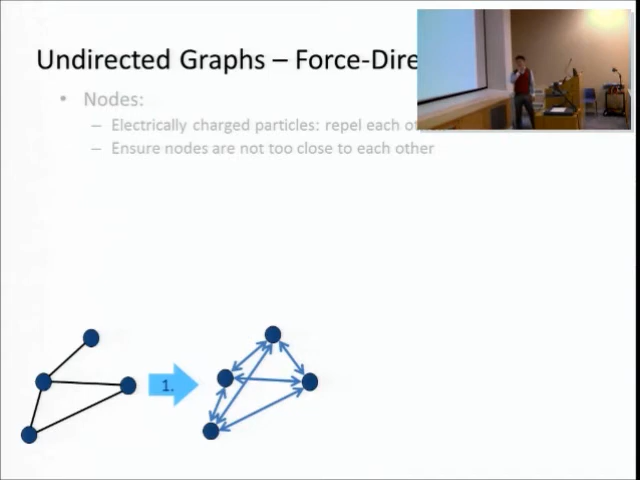 Undirected Graphs – Force-Dire
• Nodes:
– Electrically charged particles: repel each
– Ensure nodes are not too close to each other
1.